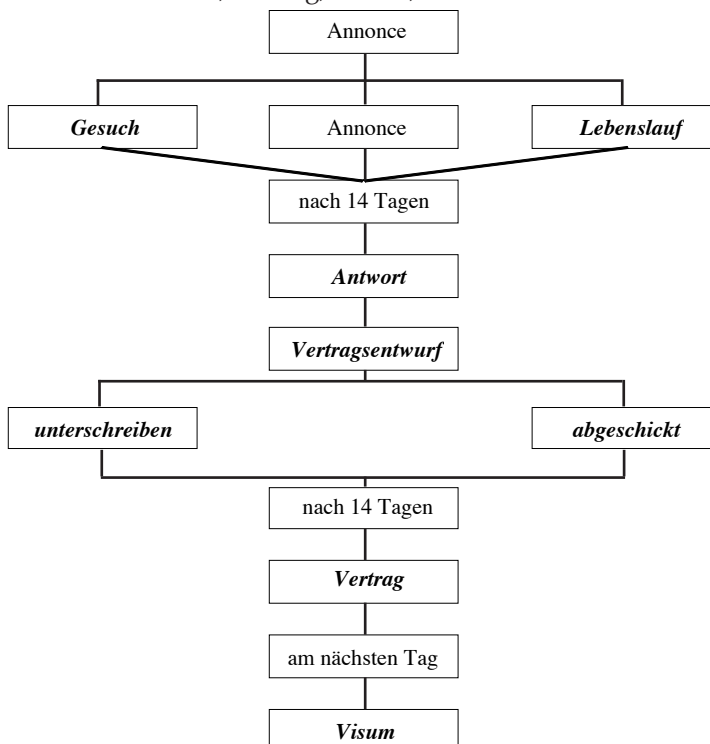 Annonce
Gesuch Annonce Lebenslauf
nach 14 Tagen
Antwort
Vertragsentwurf
unterschreiben abgeschickt
nach 14 Tagen
Vertrag
am nächsten Tag
Visum